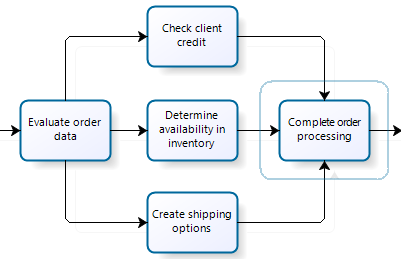 Check client
credit
Evaluate order
data
Determine
availability in
inventory
Complete order
processing
Create shipping
options